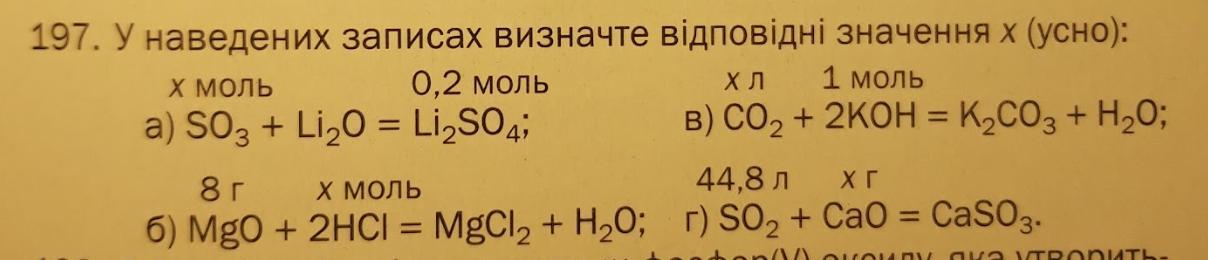 197. У наведених записах визначте відповідні значення х (усно):
х моль 0,2 моль
а) SO₃ + Li₂O = Li₂SO₄;
х л 1 моль
в) CO₂ + 2KOH = K₂CO₃ + H₂O;
8 г х моль
б) MgO + 2HCl = MgCl₂ + H₂O;
44,8 л х г
г) SO₂ + CaO = CaSO₃.